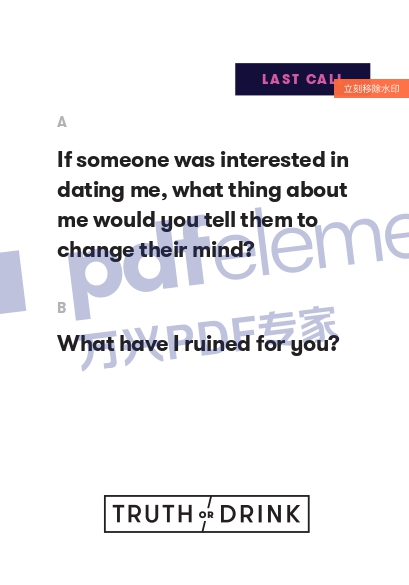 LAST CALL
立刻移除水印
A
If someone was interested in
dating me, what thing about
me would you tell them to
change their mind?
pdfeleme
B
What have I ruined for you?
万兴PDF专家
TRUTH OR DRINK